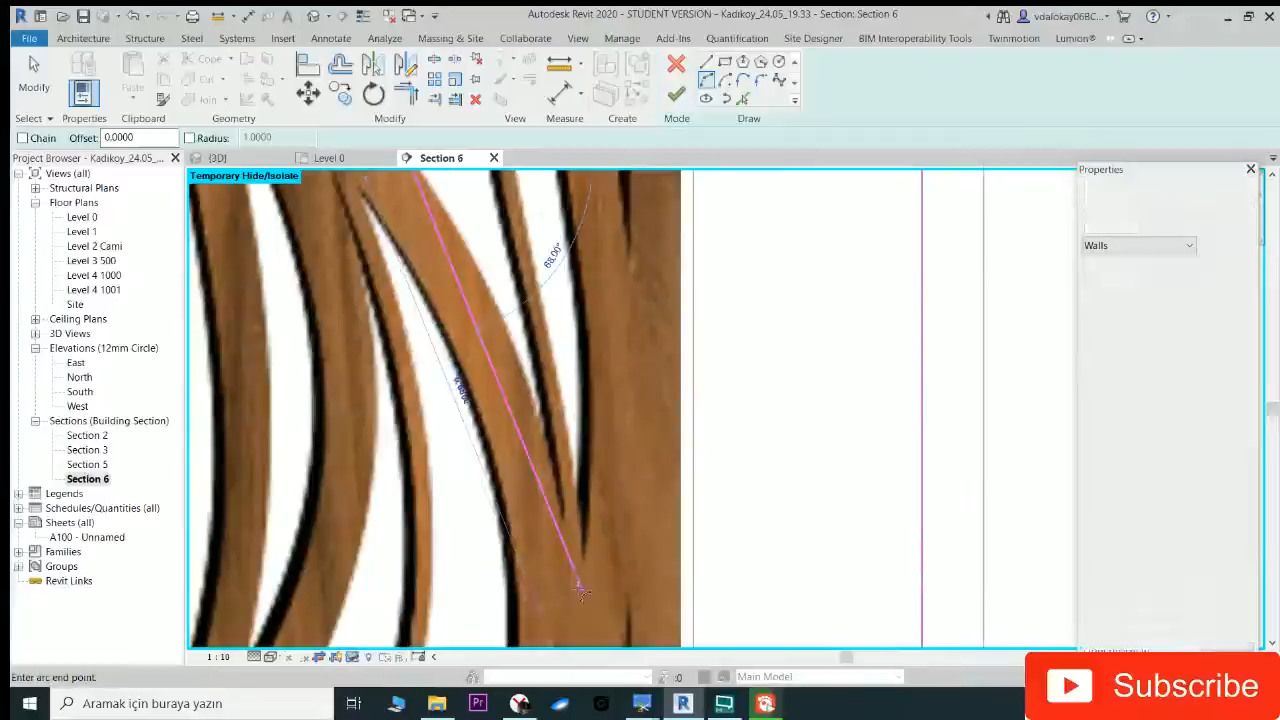 Autodesk Revit 2020 - STUDENT VERSION - Kadıkoy_24.05_19.33 - Section: Section 6
vdalokay06BC...
File Architecture Structure Steel Systems Insert Annotate Analyze Massing & Site Collaborate View Manage Add-Ins Quantification Site Designer BIM Interoperability Tools Twinmotion Lumion®
Modify
Paste
Cope
Cut
Join
Select Properties Clipboard Geometry Modify View Measure Create Mode Draw
Chain Offset: 0.0000 Radius: 1.0000
Project Browser - Kadıkoy_24.05_...
{3D} Level 0 Section 6
Temporary Hide/Isolate
Properties
Walls
Views (all)
Structural Plans
Floor Plans
Level 0
Level 1
Level 2 Cami
Level 3 500
Level 4 1000
Level 4 1001
Site
Ceiling Plans
3D Views
Elevations (12mm Circle)
East
North
South
West
Sections (Building Section)
Section 2
Section 3
Section 5
Section 6
Legends
Schedules/Quantities (all)
Sheets (all)
A100 - Unnamed
Families
Groups
Revit Links
68.00°
1 : 10
Enter arc end point.
:0
Main Model
Subscribe
Aramak için buraya yazın